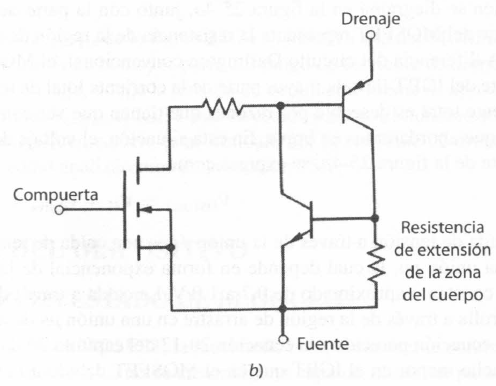 Drenaje
Compuerta
Resistencia
de extensión
de la zona
del cuerpo
Fuente
b)